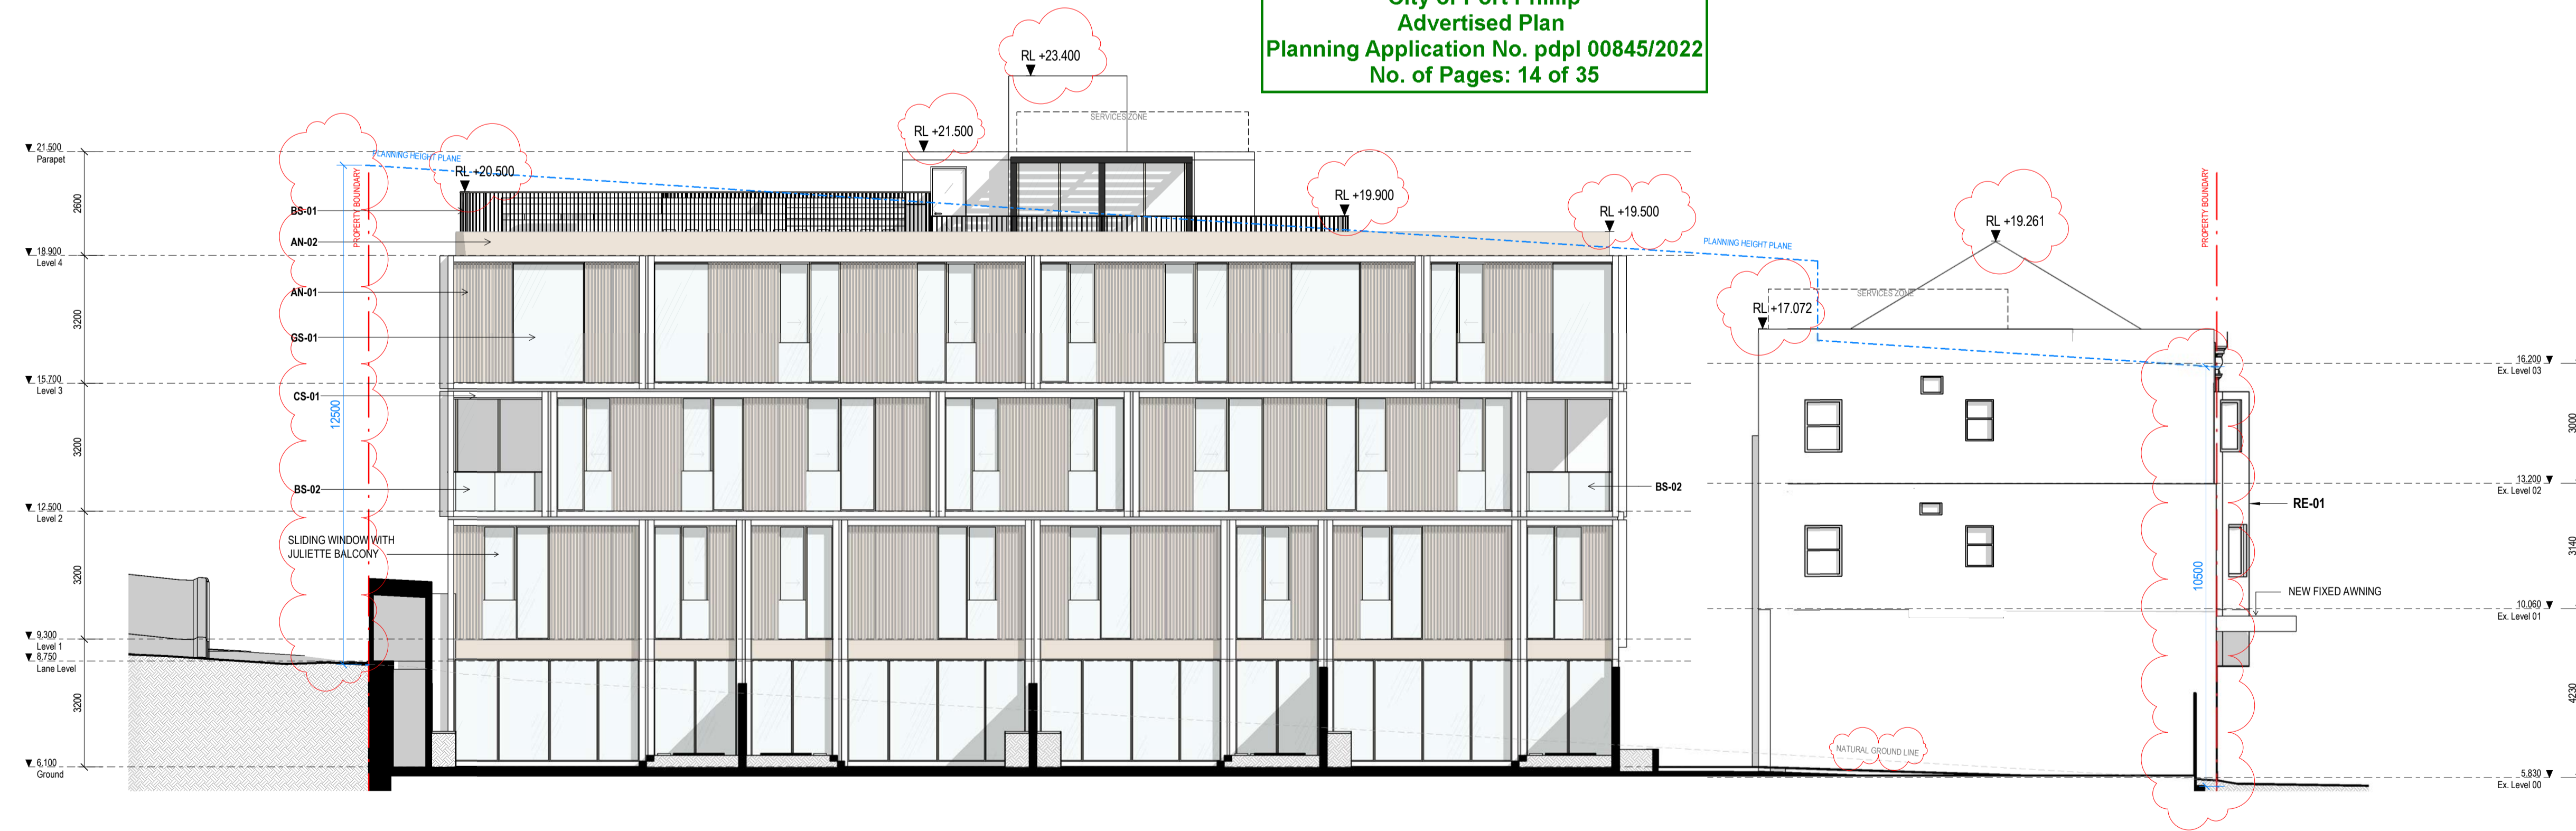 City of Port Phillip
Advertised Plan
Planning Application No. pdpl 00845/2022
No. of Pages: 14 of 35
RL +23.400
SERVICES ZONE
RL +21.500
21.500
Parapet
PLANNING HEIGHT PLANE
RL +20.500
PROPERTY BOUNDARY
RL +19.900
RL +19.500
RL +19.261
PROPERTY BOUNDARY
2600
BS-01
AN-02
PLANNING HEIGHT PLANE
18.900
Level 4
AN-01
SERVICES ZONE
RL +17.072
3200
GS-01
16,200
Ex. Level 03
15,700
Level 3
CS-01
12500
3000
3200
BS-02
BS-02
13,200
Ex. Level 02
RE-01
12.500
Level 2
SLIDING WINDOW WITH
JULIETTE BALCONY
3140
3200
10500
NEW FIXED AWNING
10,060
Ex. Level 01
9,300
Level 1
8,750
Lane Level
3200
4230
NATURAL GROUND LINE
6,100
Ground
5.830
Ex. Level 00